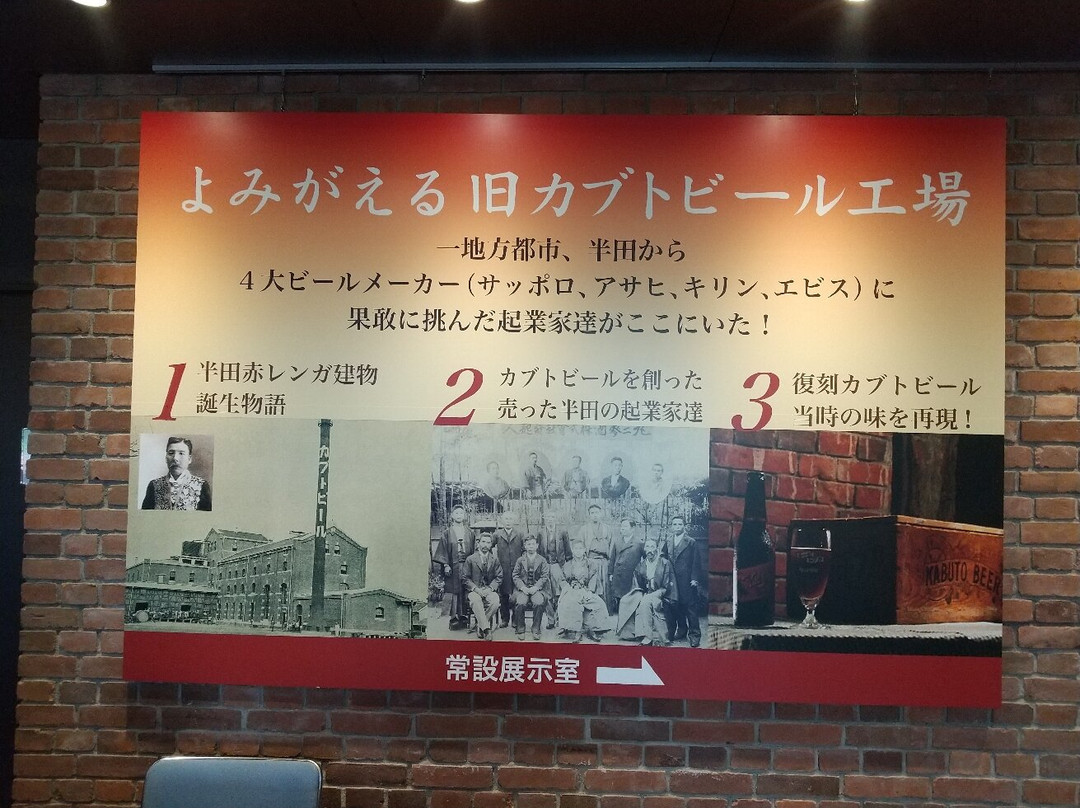 よみがえる旧カブトビール工場
一地方都市、半田から
4大ビールメーカー(サッポロ、アサヒ、キリン、エビス)に
果敢に挑んだ起業家達がここにいた!
1 半田赤レンガ建物
誕生物語
2 カブトビールを創った
売った半田の起業家達
3 復刻カブトビール
当時の味を再現!
カブトビール
KABUTO BEER
常設展示室